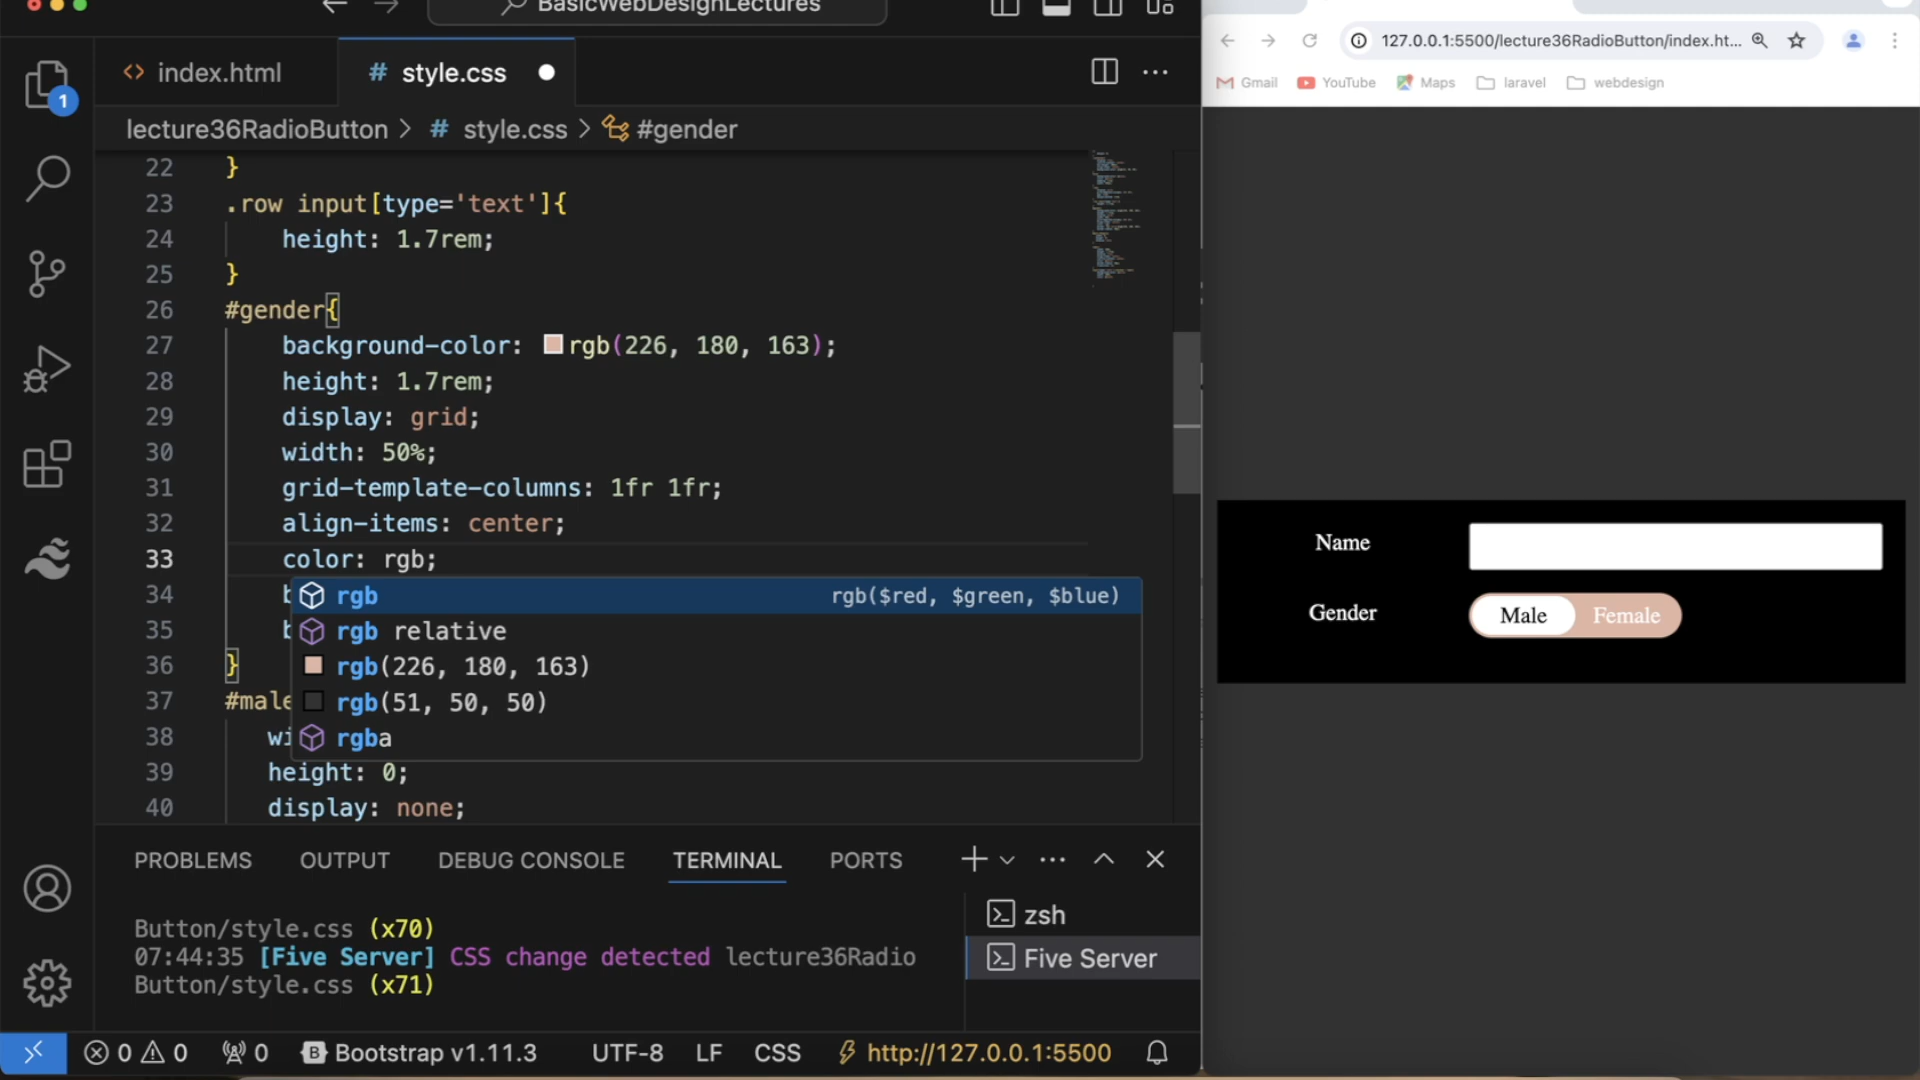 BasicWebDesignLectures
index.html
# style.css
lecture36RadioButton > # style.css > #gender
1
22 }
23 .row input[type='text']{
24 height: 1.7rem;
25 }
26 #gender{
27 background-color: rgb(226, 180, 163);
28 height: 1.7rem;
29 display: grid;
30 width: 50%;
31 grid-template-columns: 1fr 1fr;
32 align-items: center;
33 color: rgb;
34 b
35 b
36 }
37 #male
38 wi
39 height: 0;
40 display: none;
rgb rgb($red, $green, $blue)
rgb relative
rgb(226, 180, 163)
rgb(51, 50, 50)
rgba
PROBLEMS OUTPUT DEBUG CONSOLE TERMINAL PORTS
Button/style.css (x70)
07:44:35 [Five Server] CSS change detected lecture36Radio
Button/style.css (x71)
zsh
Five Server
0 0 0 B Bootstrap v1.11.3 UTF-8 LF CSS http://127.0.0.1:5500
127.0.0.1:5500/lecture36RadioButton/index.ht...
Gmail YouTube Maps laravel webdesign
Name
Gender Male Female